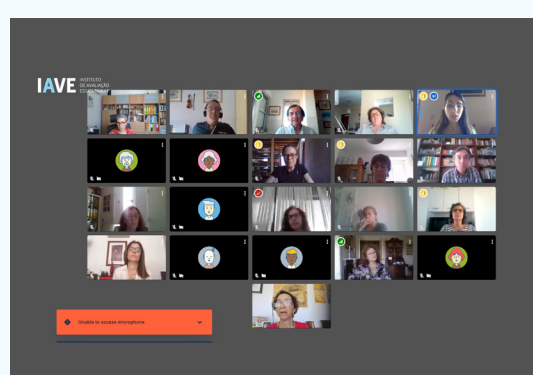 IAVE
INSTITUTO
DE AVALIAÇÃO
EDUCATIVA
Unable to access microphone